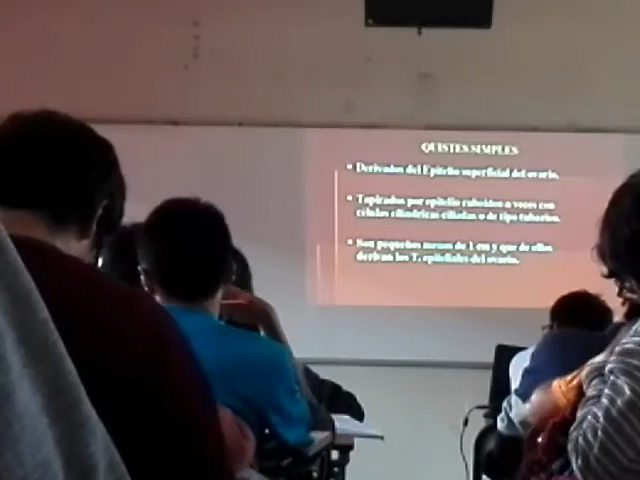 QUISTES SIMPLES
• Derivados del Epitelio superficial del ovario.
• Tapizados por epitelio cuboideo a veces con
células cilíndricas ciliadas o de tipo tubarico.
• Son pequeños menos de 1 cm y que de ellos
derivan los T. epiteliales del ovario.